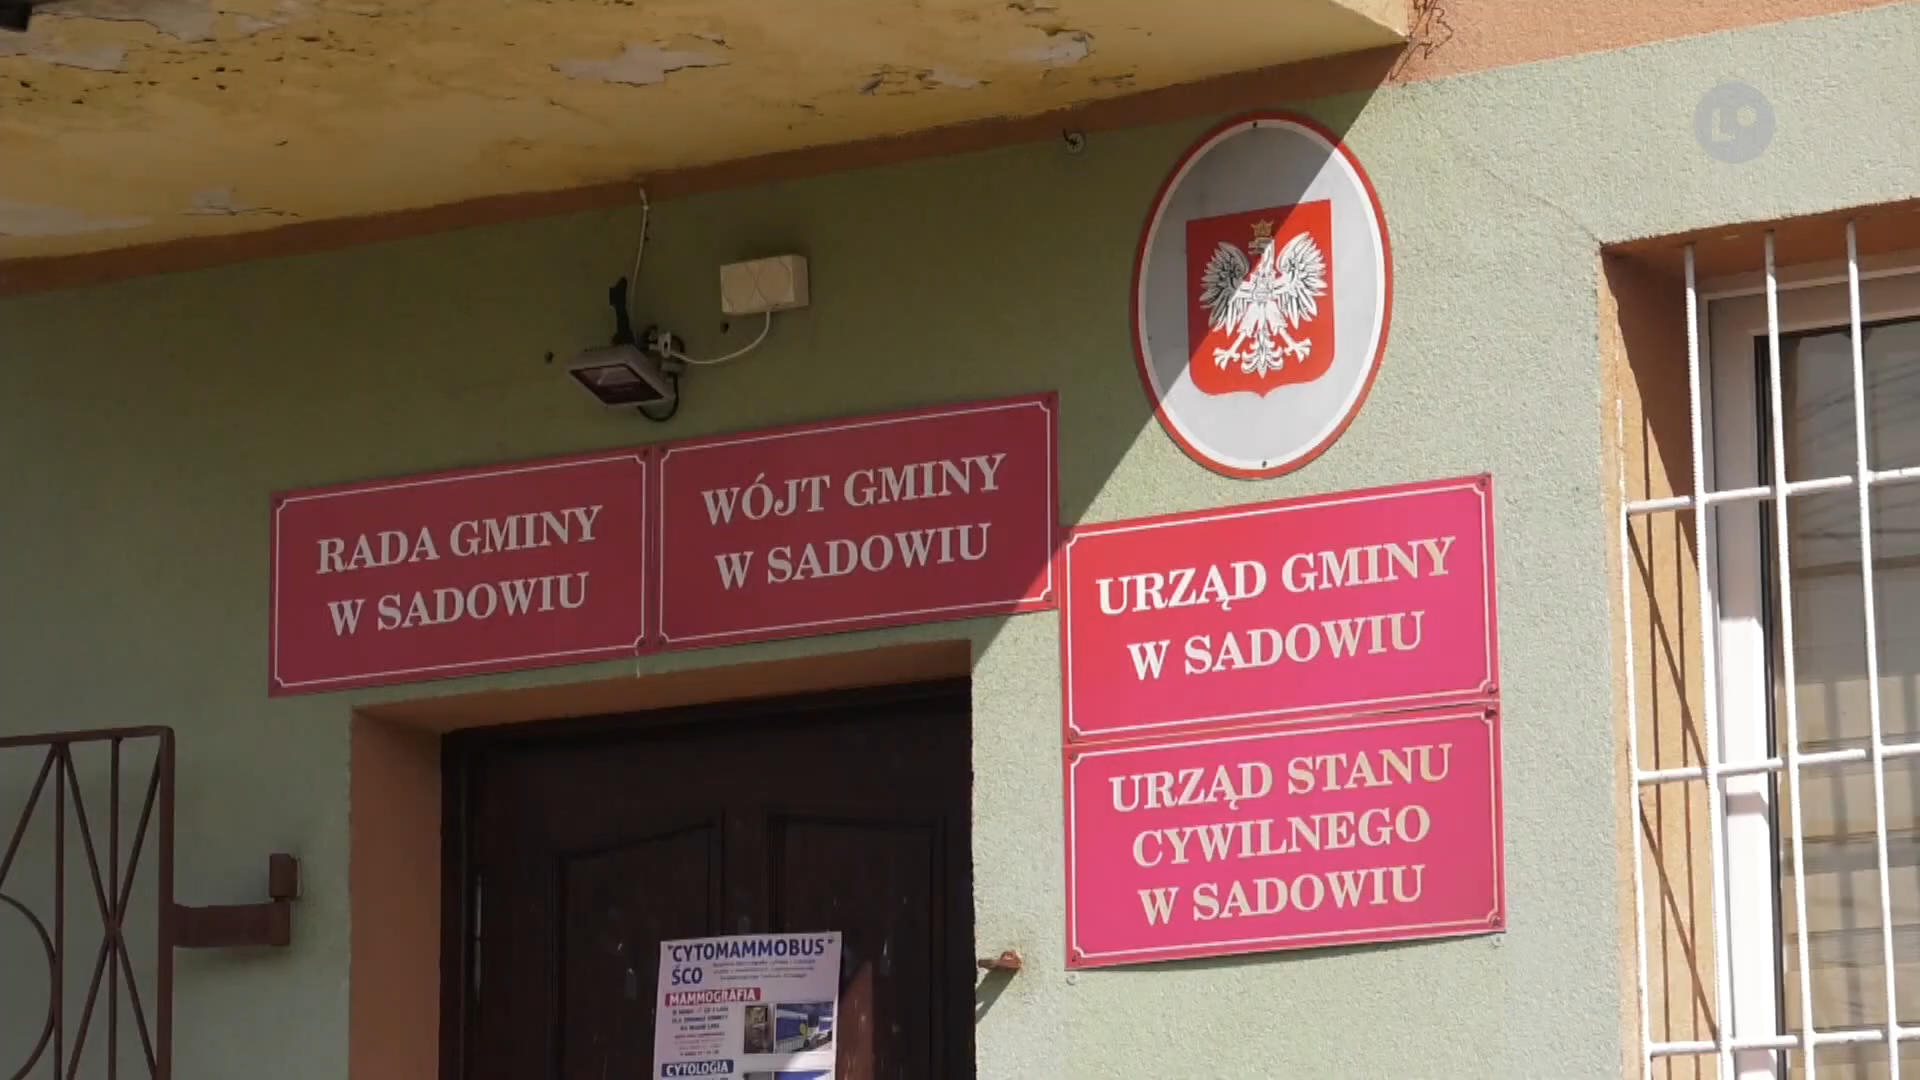 RADA GMINY
W SADOWIU
WÓJT GMINY
W SADOWIU
URZĄD GMINY
W SADOWIU
URZĄD STANU
CYWILNEGO
W SADOWIU
"CYTOMAMMOBUS"
ŚCO
MAMMOGRAFIA
CYTOLOGIA